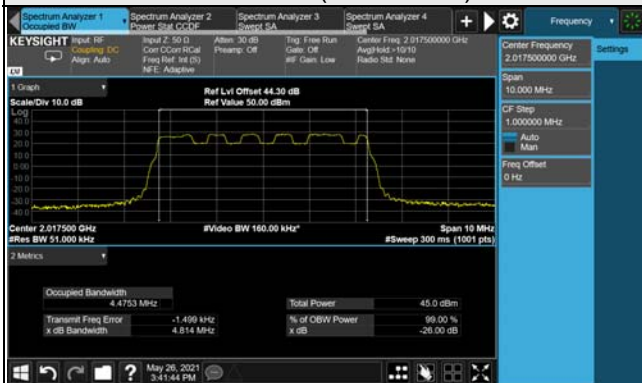 Spectrum Analyzer 1
Occupied BW
Spectrum Analyzer 2
Power Stat CCDF
Spectrum Analyzer 3
Swept SA
Spectrum Analyzer 4
Swept SA
Frequency
KEYSIGHT
Input: RF
Coupling: DC
Align: Auto
Input Z: 50 Ω
Corr CCorr RCal
Freq Ref: Int (S)
NFE: Adaptive
Atten: 30 dB
Preamp: Off
Trig: Free Run
Gate: Off
#IF Gain: Low
Center Freq: 2.017500000 GHz
Avg|Hold:>10/10
Radio Std: None
Center Frequency
2.017500000 GHz
Settings
Span
10.000 MHz
CF Step
1.000000 MHz
Auto
Man
Freq Offset
0 Hz
1 Graph
Scale/Div 10.0 dB
Ref Lvl Offset 44.30 dB
Ref Value 50.00 dBm
Log
40.0
30.0
20.0
10.0
0.00
-10.0
-20.0
-30.0
-40.0
Center 2.017500 GHz
#Res BW 51.000 kHz
#Video BW 160.00 kHz*
Span 10 MHz
#Sweep 300 ms (1001 pts)
2 Metrics
Occupied Bandwidth
4.4753 MHz
Total Power
45.0 dBm
Transmit Freq Error
-1.499 kHz
% of OBW Power
99.00 %
x dB Bandwidth
4.814 MHz
x dB
-26.00 dB
May 26, 2021
3:41:44 PM